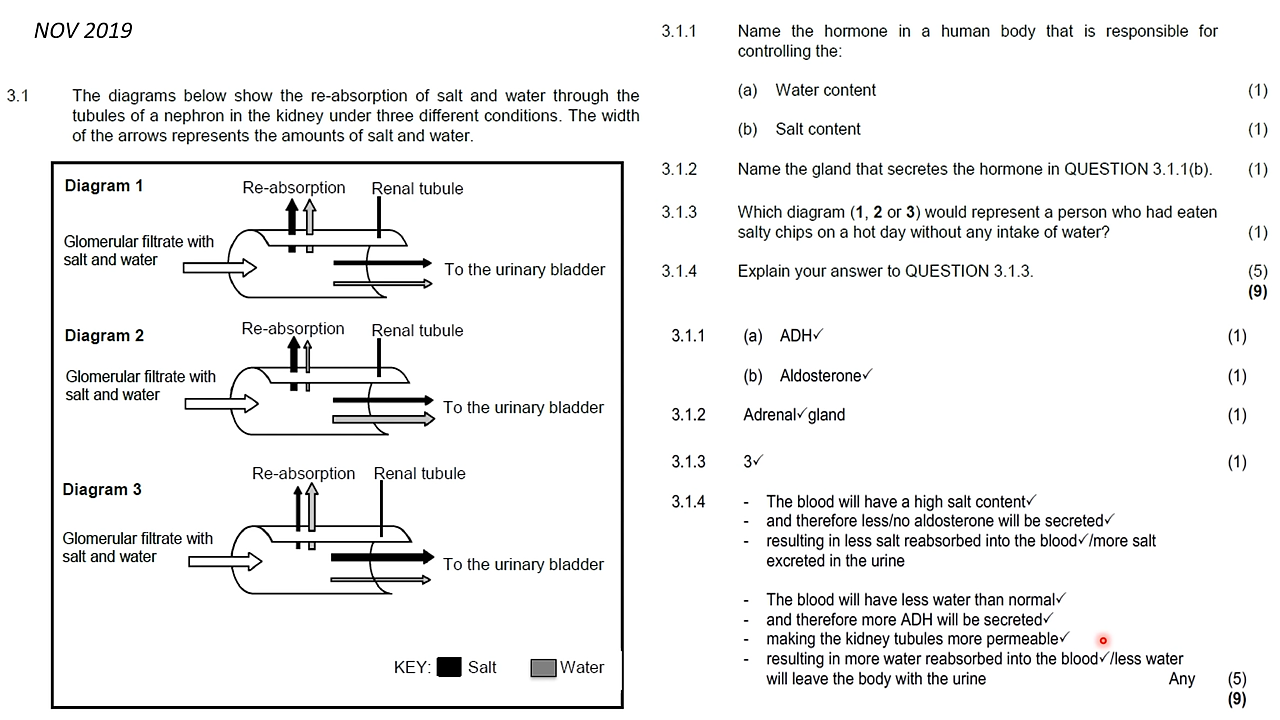 NOV 2019
3.1 The diagrams below show the re-absorption of salt and water through the
tubules of a nephron in the kidney under three different conditions. The width
of the arrows represents the amounts of salt and water.
Diagram 1
Re-absorption Renal tubule
Glomerular filtrate with
salt and water
To the urinary bladder
Diagram 2
Re-absorption Renal tubule
Glomerular filtrate with
salt and water
To the urinary bladder
Diagram 3
Re-absorption Renal tubule
Glomerular filtrate with
salt and water
To the urinary bladder
KEY: Salt Water
3.1.1 Name the hormone in a human body that is responsible for
controlling the:
(a) Water content (1)
(b) Salt content (1)
3.1.2 Name the gland that secretes the hormone in QUESTION 3.1.1(b). (1)
3.1.3 Which diagram (1, 2 or 3) would represent a person who had eaten
salty chips on a hot day without any intake of water? (1)
3.1.4 Explain your answer to QUESTION 3.1.3. (5)
(9)
3.1.1 (a) ADH✓ (1)
(b) Aldosterone✓ (1)
3.1.2 Adrenal✓gland (1)
3.1.3 3✓ (1)
3.1.4 - The blood will have a high salt content✓
- and therefore less/no aldosterone will be secreted✓
- resulting in less salt reabsorbed into the blood✓/more salt
excreted in the urine
- The blood will have less water than normal✓
- and therefore more ADH will be secreted✓
- making the kidney tubules more permeable✓
- resulting in more water reabsorbed into the blood✓/less water
will leave the body with the urine Any (5)
(9)